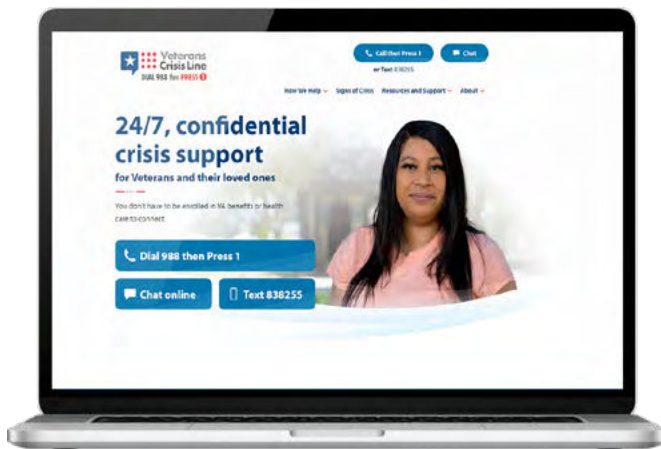 Veterans
Crisis Line
DIAL 988 then PRESS 1
Call then Press 1
Chat
or Text 838255
How We Help
Signs of Crisis
Resources and Support
About
24/7, confidential
crisis support
for Veterans and their loved ones
You don't have to be enrolled in VA benefits or health
care to connect.
Dial 988 then Press 1
Chat online
Text 838255